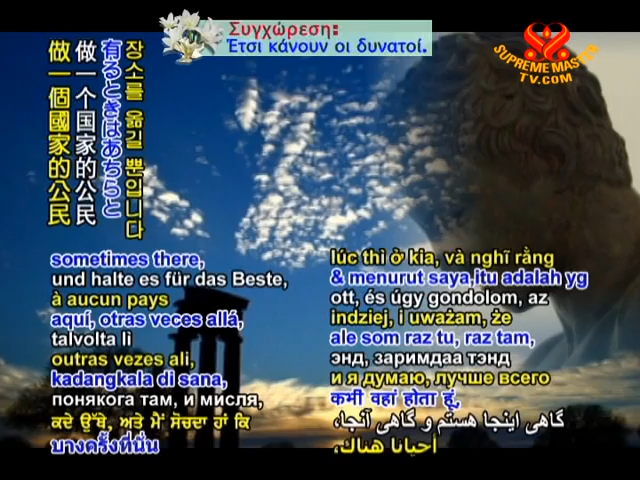 Συγχώρεση:
Έτσι κάνουν οι δυνατοί.
SUPREME MASTER
TV.COM
做一個國家的公民
做一个国家的公民
有るときはあちらと
장소를 옮길 뿐입니다
sometimes there,
und halte es für das Beste,
à aucun pays
aquí, otras veces allá,
talvolta lì
outras vezes ali,
kadangkala di sana,
понякога там, и мисля,
ਕਦੇ ਉੱਥੇ, ਅਤੇ ਮੈਂ ਸੋਚਦਾ ਹਾਂ ਕਿ
บางครั้งที่นั่น
lúc thì ở kia, và nghĩ rằng
& menurut saya,itu adalah yg
ott, és úgy gondolom, az
indziej, i uważam, że
ale som raz tu, raz tam,
энд, заримдаа тэнд
и я думаю, лучше всего
कभी वहां होता हूं,
گاهی اینجا هستم و گاهی آنجا،
أحيانا هناك،